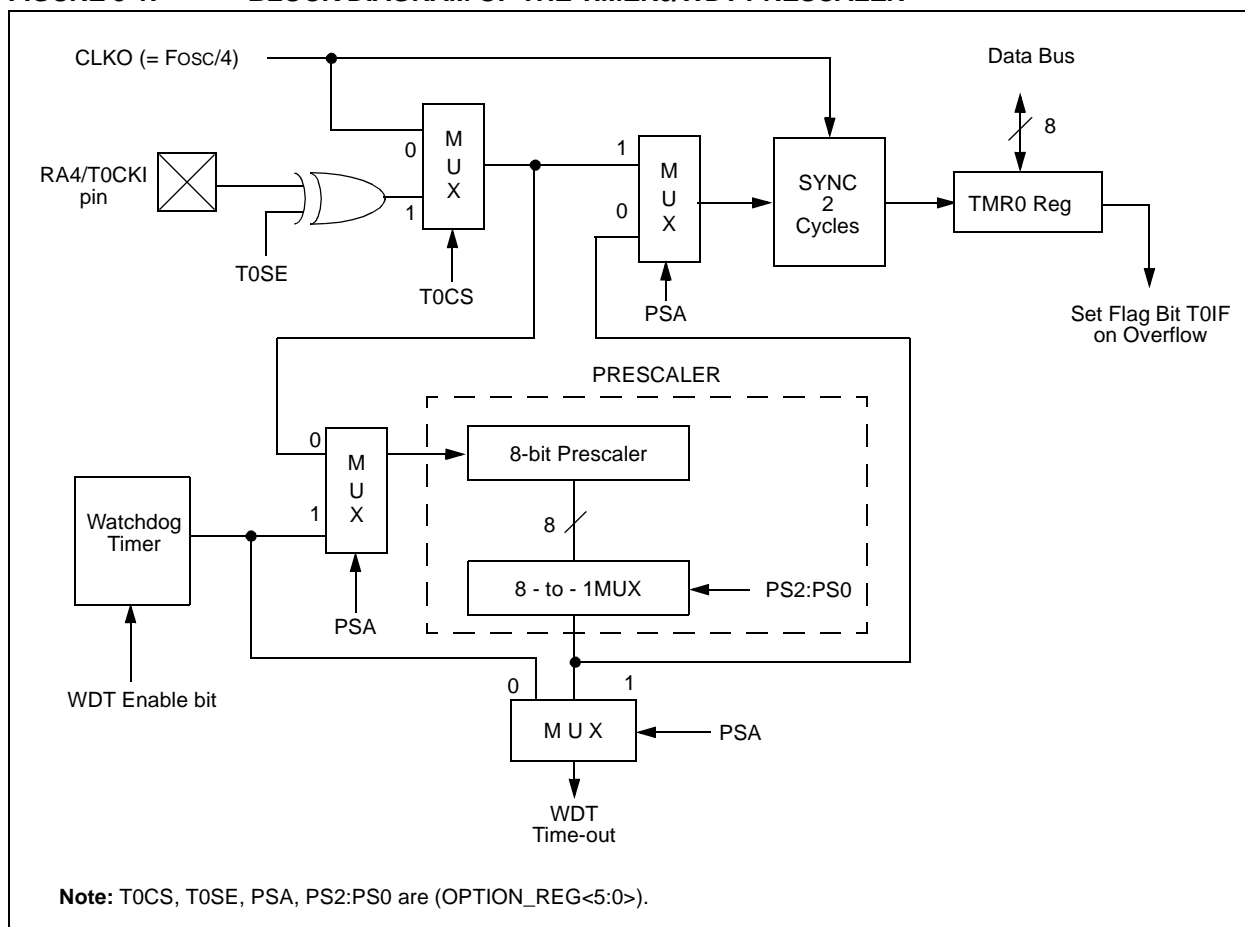 CLKO (= FOSC/4)
Data Bus
8
M
U
X
0
1
RA4/T0CKI
pin
T0SE
T0CS
1
0
M
U
X
PSA
SYNC
2
Cycles
TMR0 Reg
Set Flag Bit T0IF
on Overflow
PRESCALER
0
1
M
U
X
8-bit Prescaler
8
8 - to - 1MUX
PS2:PS0
Watchdog
Timer
PSA
WDT Enable bit
0
1
M U X
PSA
WDT
Time-out
Note: T0CS, T0SE, PSA, PS2:PS0 are (OPTION_REG<5:0>).